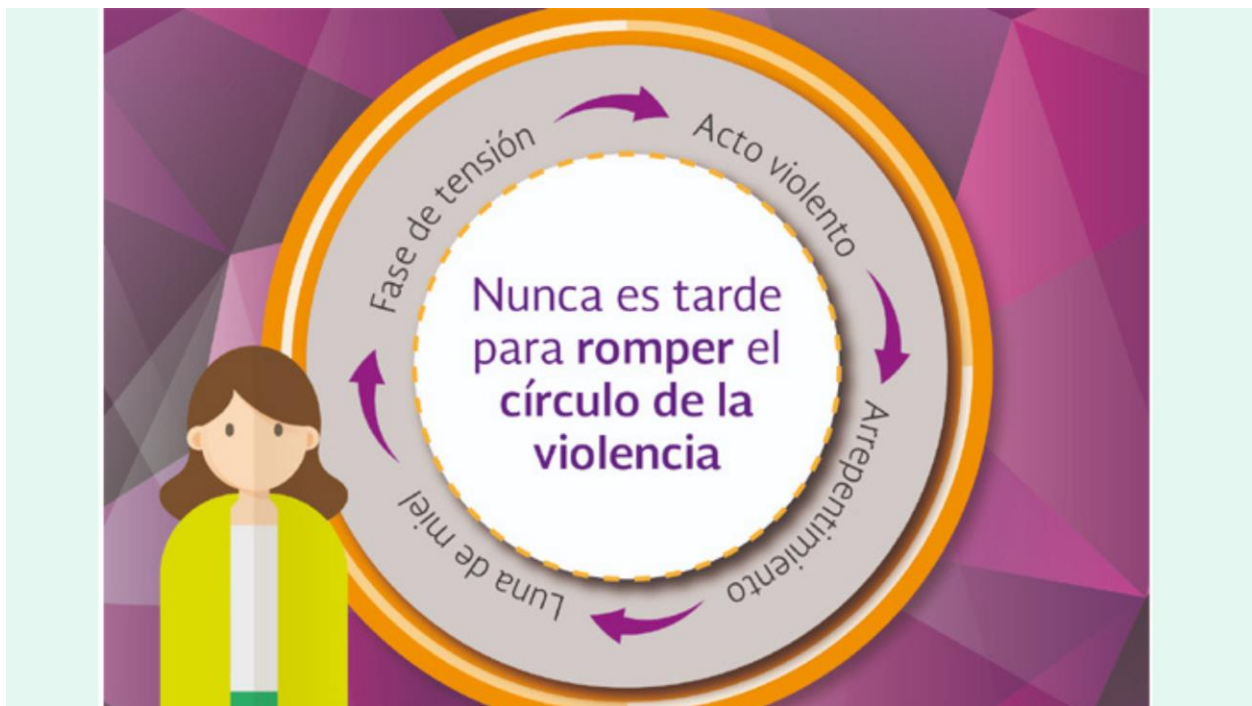 Fase de tensión
Acto violento
Arrepentimiento
Luna de miel
Nunca es tarde
para romper el
círculo de la
violencia